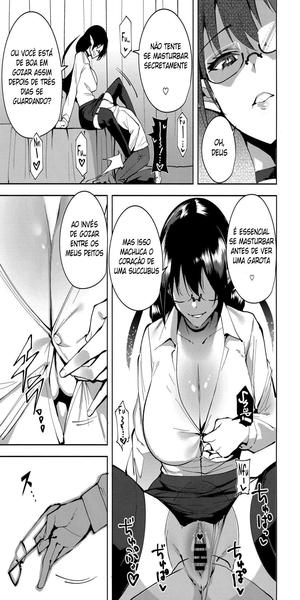 OH,
DEUS
NÃO TENTE
SE MASTURBAR
SECRETAMENTE
♡
Fu..
OU VOCÊ ESTÁ
DE BOA EM
GOZAR ASSIM
DEPOIS DE TRÊS
DIAS SE
GUARDANDO?
Fu..
É ESSENCIAL
SE MASTURBAR
ANTES DE VER
UMA GAROTA
♡
MAS ISSO
MACHUCA O
CORAÇÃO DE
UMA SUCCUBUS
AO INVÉS
DE GOZAR
ENTRE OS
MEUS PEITOS